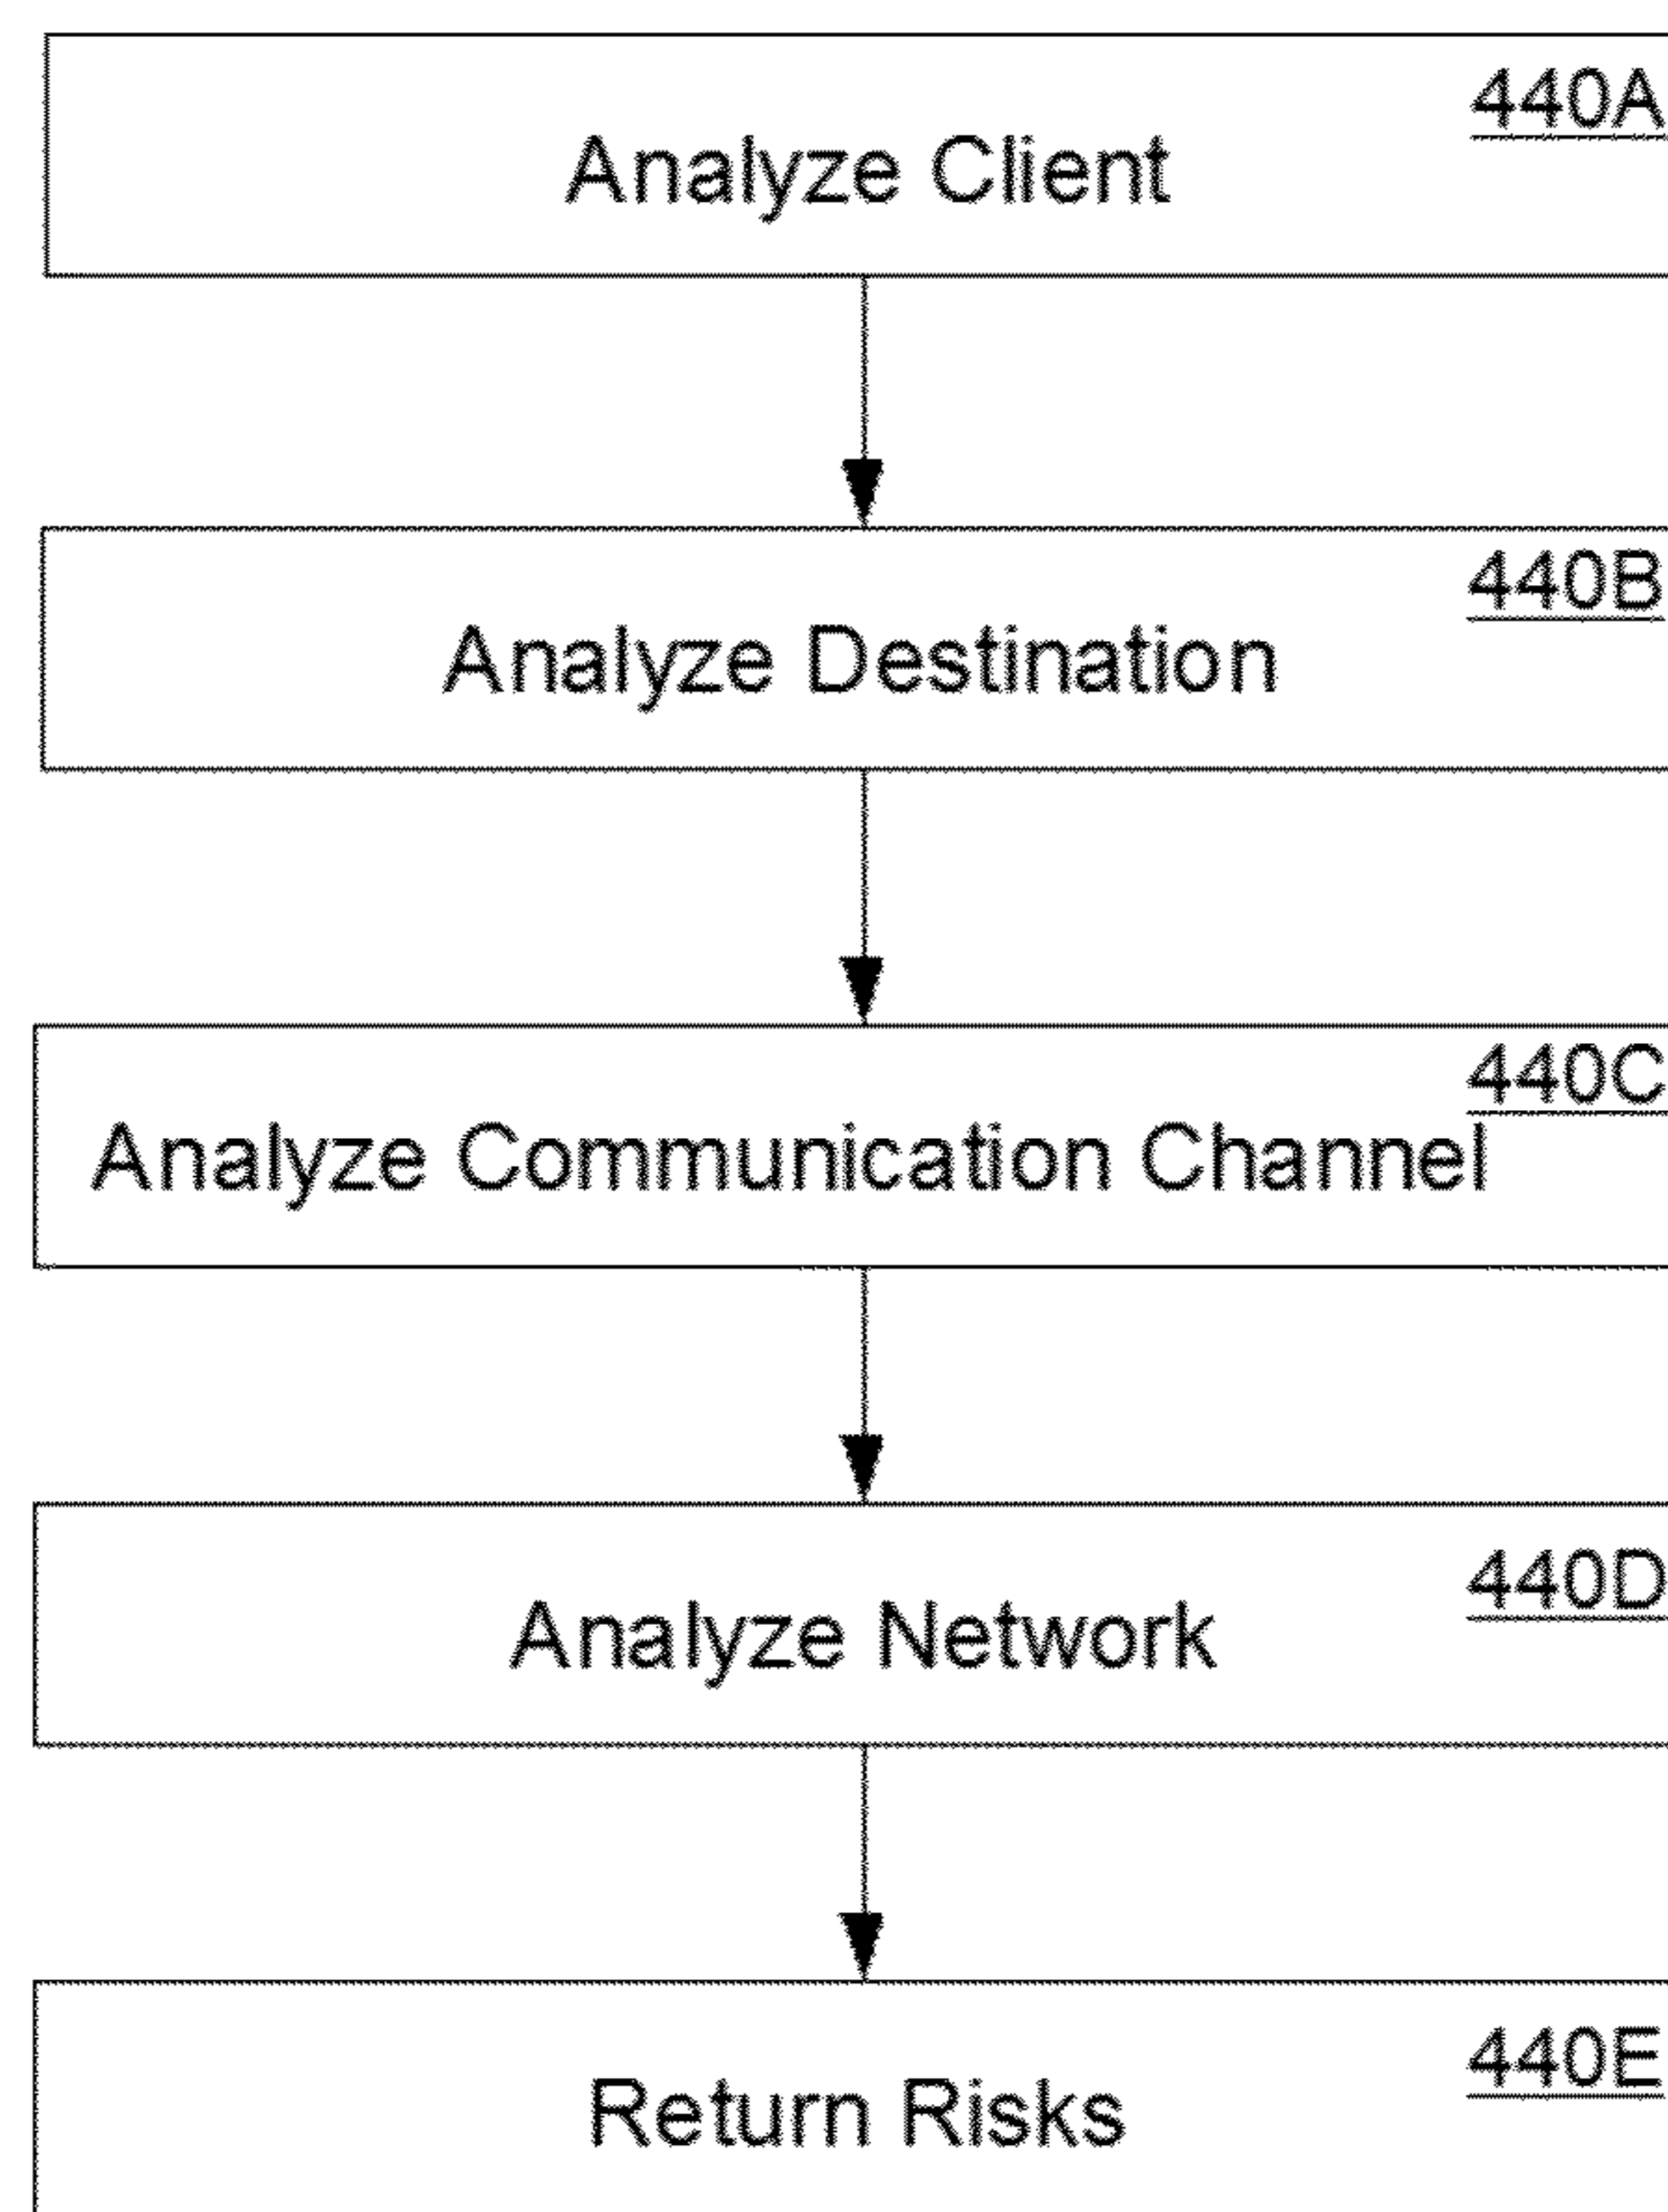 440A
Analyze Client
440B
Analyze Destination
440C
Analyze Communication Channel
440D
Analyze Network
440E
Return Risks